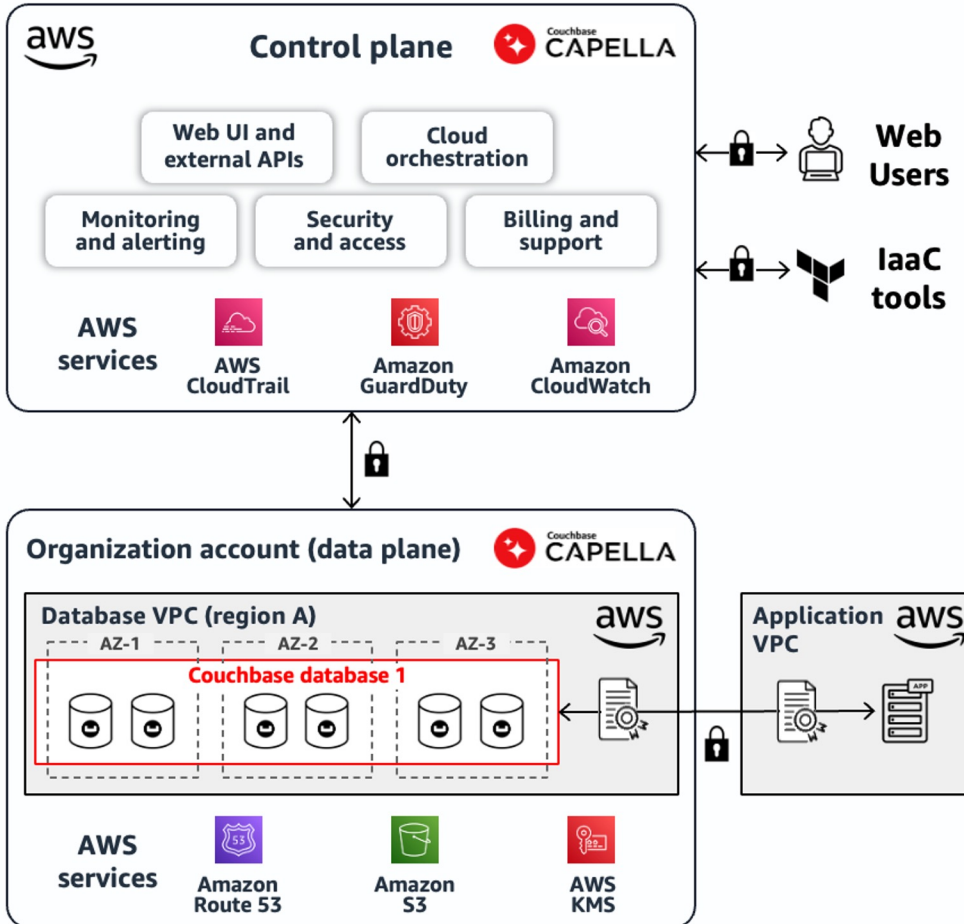 aws
Control plane
Couchbase
CAPELLA
Web UI and
external APIs
Cloud
orchestration
Monitoring
and alerting
Security
and access
Billing and
support
Web
Users
IaaC
tools
AWS
services
AWS
CloudTrail
Amazon
GuardDuty
Amazon
CloudWatch
Organization account (data plane)
Couchbase
CAPELLA
Database VPC (region A)
aws
AZ-1
AZ-2
AZ-3
Couchbase database 1
Application
VPC
aws
APP
AWS
services
53
Amazon
Route 53
Amazon
S3
AWS
KMS